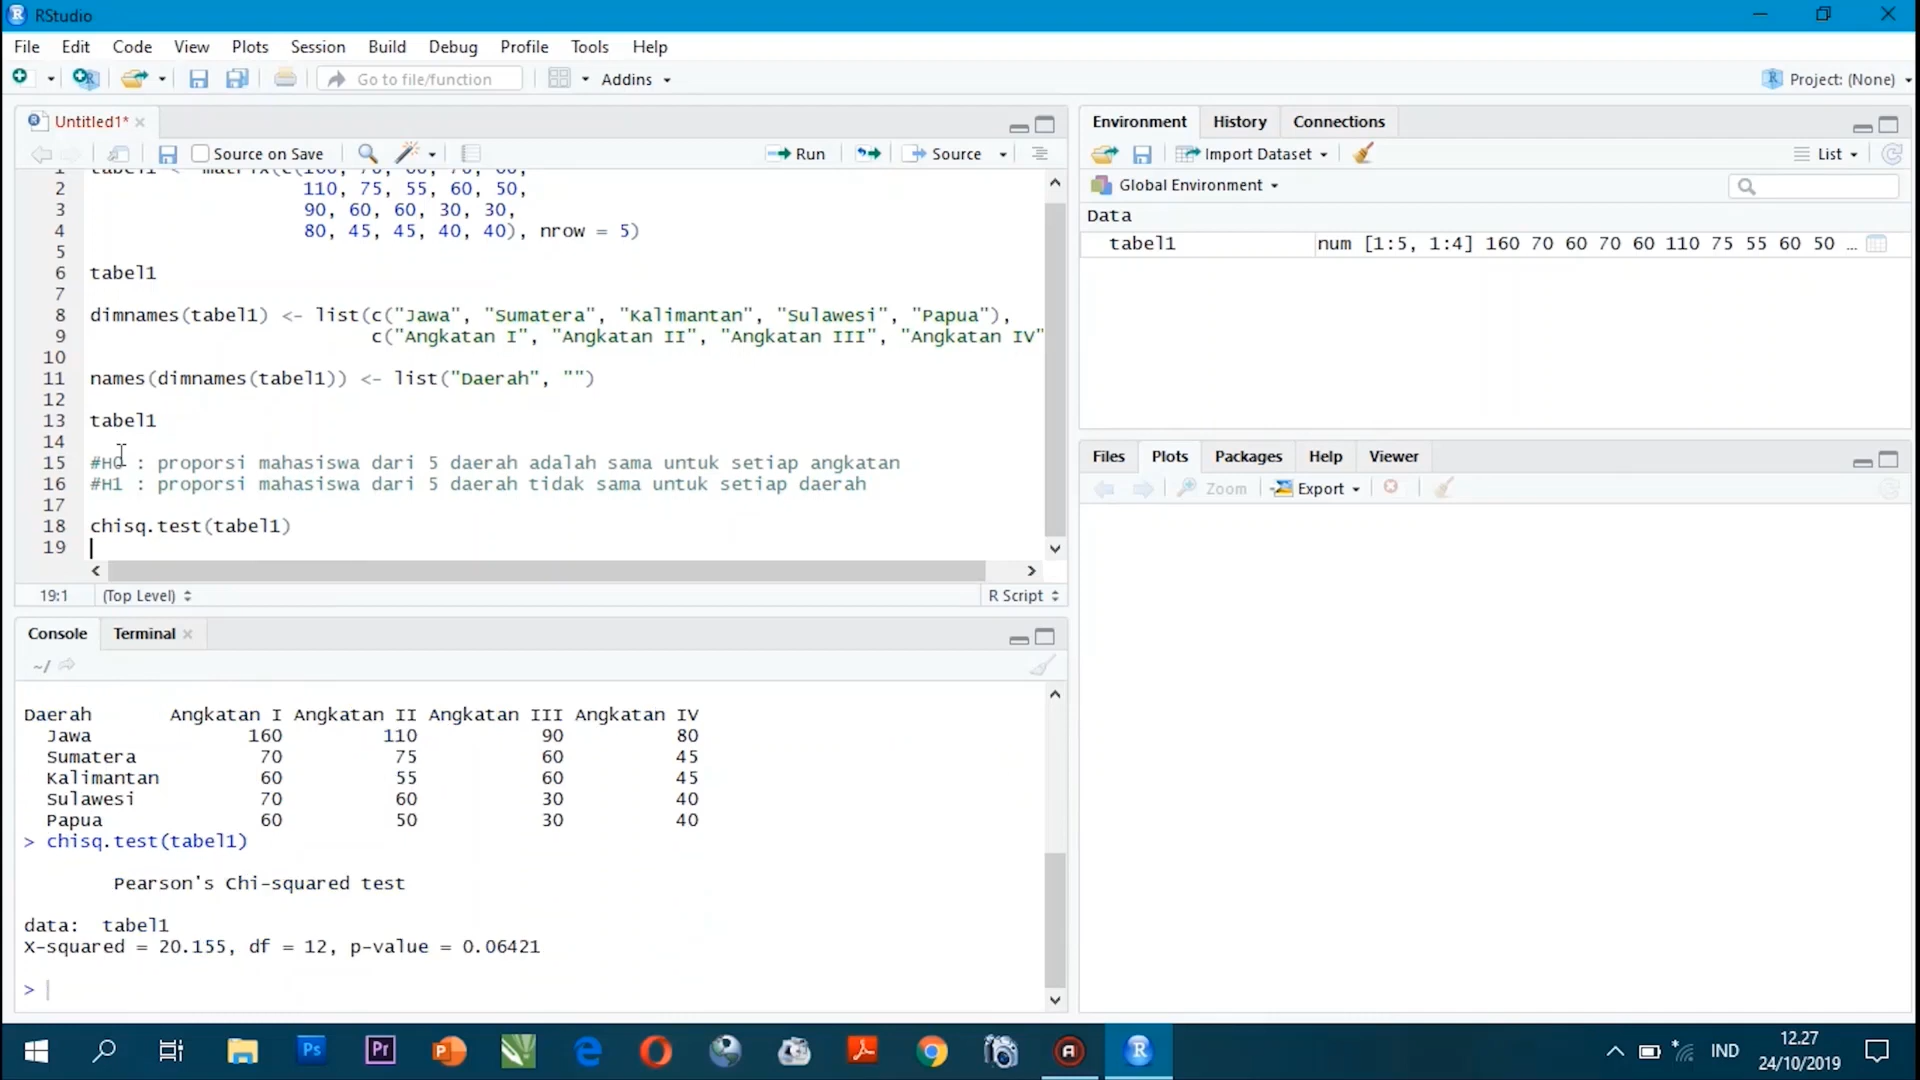 RStudio
File Edit Code View Plots Session Build Debug Profile Tools Help
Go to file/function Addins Project: (None)
Untitled1*
Source on Save Run Source
2 110, 75, 55, 60, 50,
3 90, 60, 60, 30, 30,
4 80, 45, 45, 40, 40), nrow = 5)
5
6 tabel1
7
8 dimnames(tabel1) <- list(c("Jawa", "Sumatera", "Kalimantan", "Sulawesi", "Papua"),
9 c("Angkatan I", "Angkatan II", "Angkatan III", "Angkatan IV"
10
11 names(dimnames(tabel1)) <- list("Daerah", "")
12
13 tabel1
14
15 #H0 : proporsi mahasiswa dari 5 daerah adalah sama untuk setiap angkatan
16 #H1 : proporsi mahasiswa dari 5 daerah tidak sama untuk setiap daerah
17
18 chisq.test(tabel1)
19
19:1 (Top Level) R Script
Console Terminal
~/
Daerah Angkatan I Angkatan II Angkatan III Angkatan IV
Jawa 160 110 90 80
Sumatera 70 75 60 45
Kalimantan 60 55 60 45
Sulawesi 70 60 30 40
Papua 60 50 30 40
> chisq.test(tabel1)
Pearson's Chi-squared test
data: tabel1
X-squared = 20.155, df = 12, p-value = 0.06421
>
Environment History Connections
Import Dataset List
Global Environment
Data
tabel1 num [1:5, 1:4] 160 70 60 70 60 110 75 55 60 50 …
Files Plots Packages Help Viewer
Zoom Export
Ps Pr IND
12.27
24/10/2019